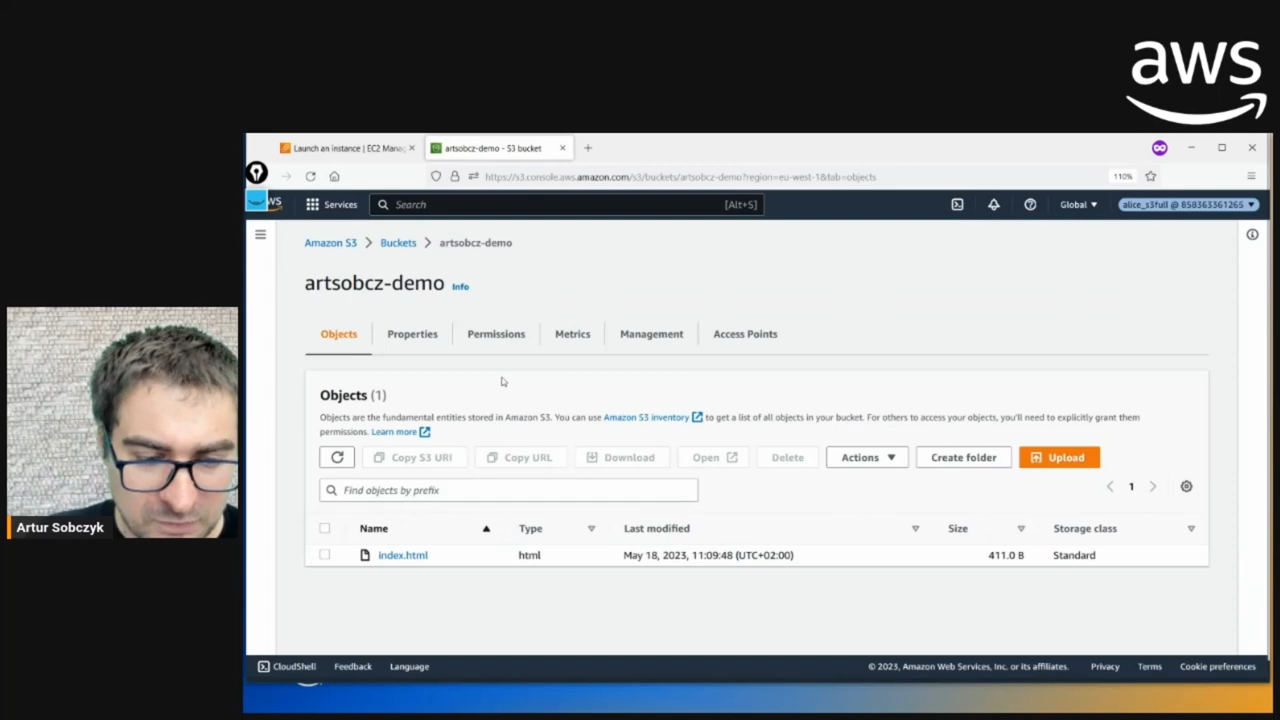 aws
Launch an instance | EC2 Manag
artsobcz-demo - S3 bucket
https://s3.console.aws.amazon.com/s3/buckets/artsobcz-demo?region=eu-west-1&tab=objects
110%
Services
Search
[Alt+S]
Global
alice_s3full @ 858363361265
Amazon S3
Buckets
artsobcz-demo
artsobcz-demo
Info
Objects
Properties
Permissions
Metrics
Management
Access Points
Objects (1)
Objects are the fundamental entities stored in Amazon S3. You can use Amazon S3 inventory to get a list of all objects in your bucket. For others to access your objects, you'll need to explicitly grant them
permissions. Learn more
Copy S3 URI
Copy URL
Download
Open
Delete
Actions
Create folder
Upload
Find objects by prefix
1
Name
Type
Last modified
Size
Storage class
index.html
html
May 18, 2023, 11:09:48 (UTC+02:00)
411.0 B
Standard
Artur Sobczyk
CloudShell
Feedback
Language
© 2023, Amazon Web Services, Inc. or its affiliates.
Privacy
Terms
Cookie preferences